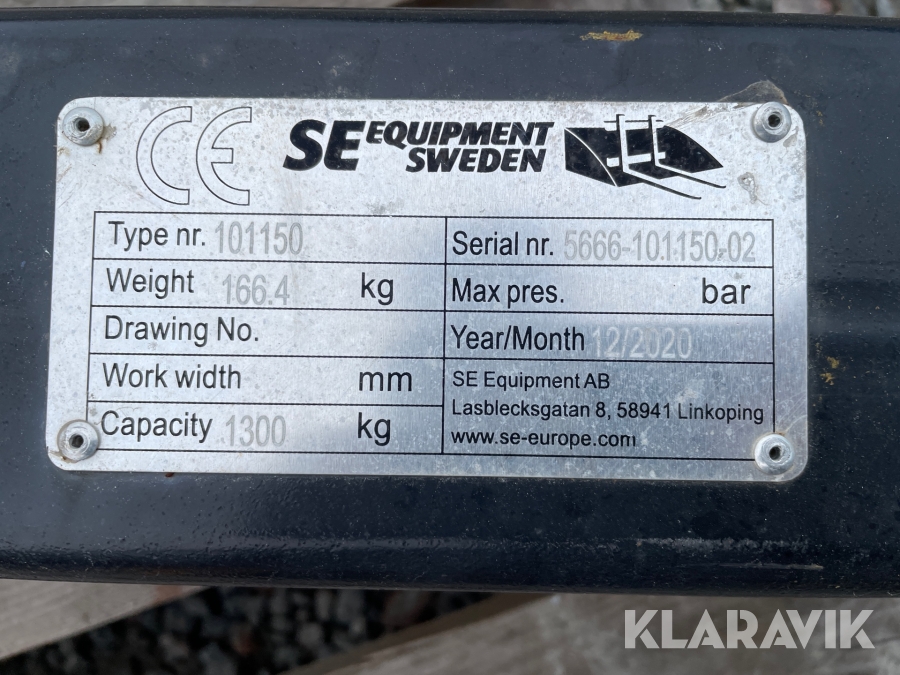 CE
SE EQUIPMENT
SWEDEN
Type nr. 101150
Serial nr. 5666-101150-02
Weight 166.4 kg
Max pres. bar
Drawing No.
Year/Month 12/2020
Work width mm
SE Equipment AB
Lasblecksgatan 8, 58941 Linkoping
www.se-europe.com
Capacity 1300 kg
KLARAVIK